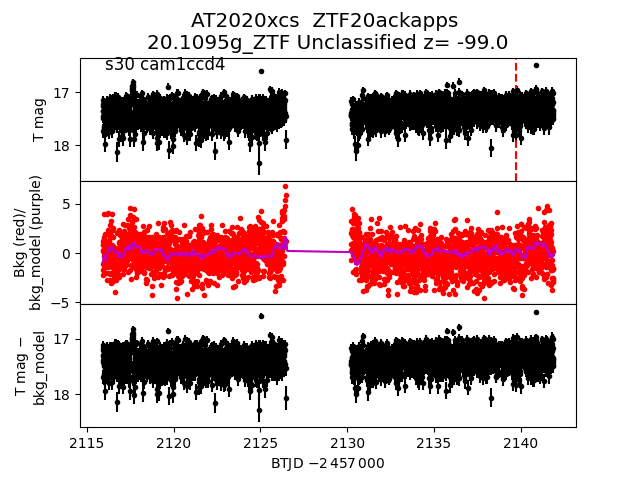 AT2020xcs  ZTF20ackapps
20.1095g_ZTF Unclassified z= -99.0
s30 cam1ccd4
T mag
17
18
Bkg (red)/
bkg_model (purple)
5
0
−5
T mag −
bkg_model
17
18
2115
2120
2125
2130
2135
2140
BTJD −2 457 000